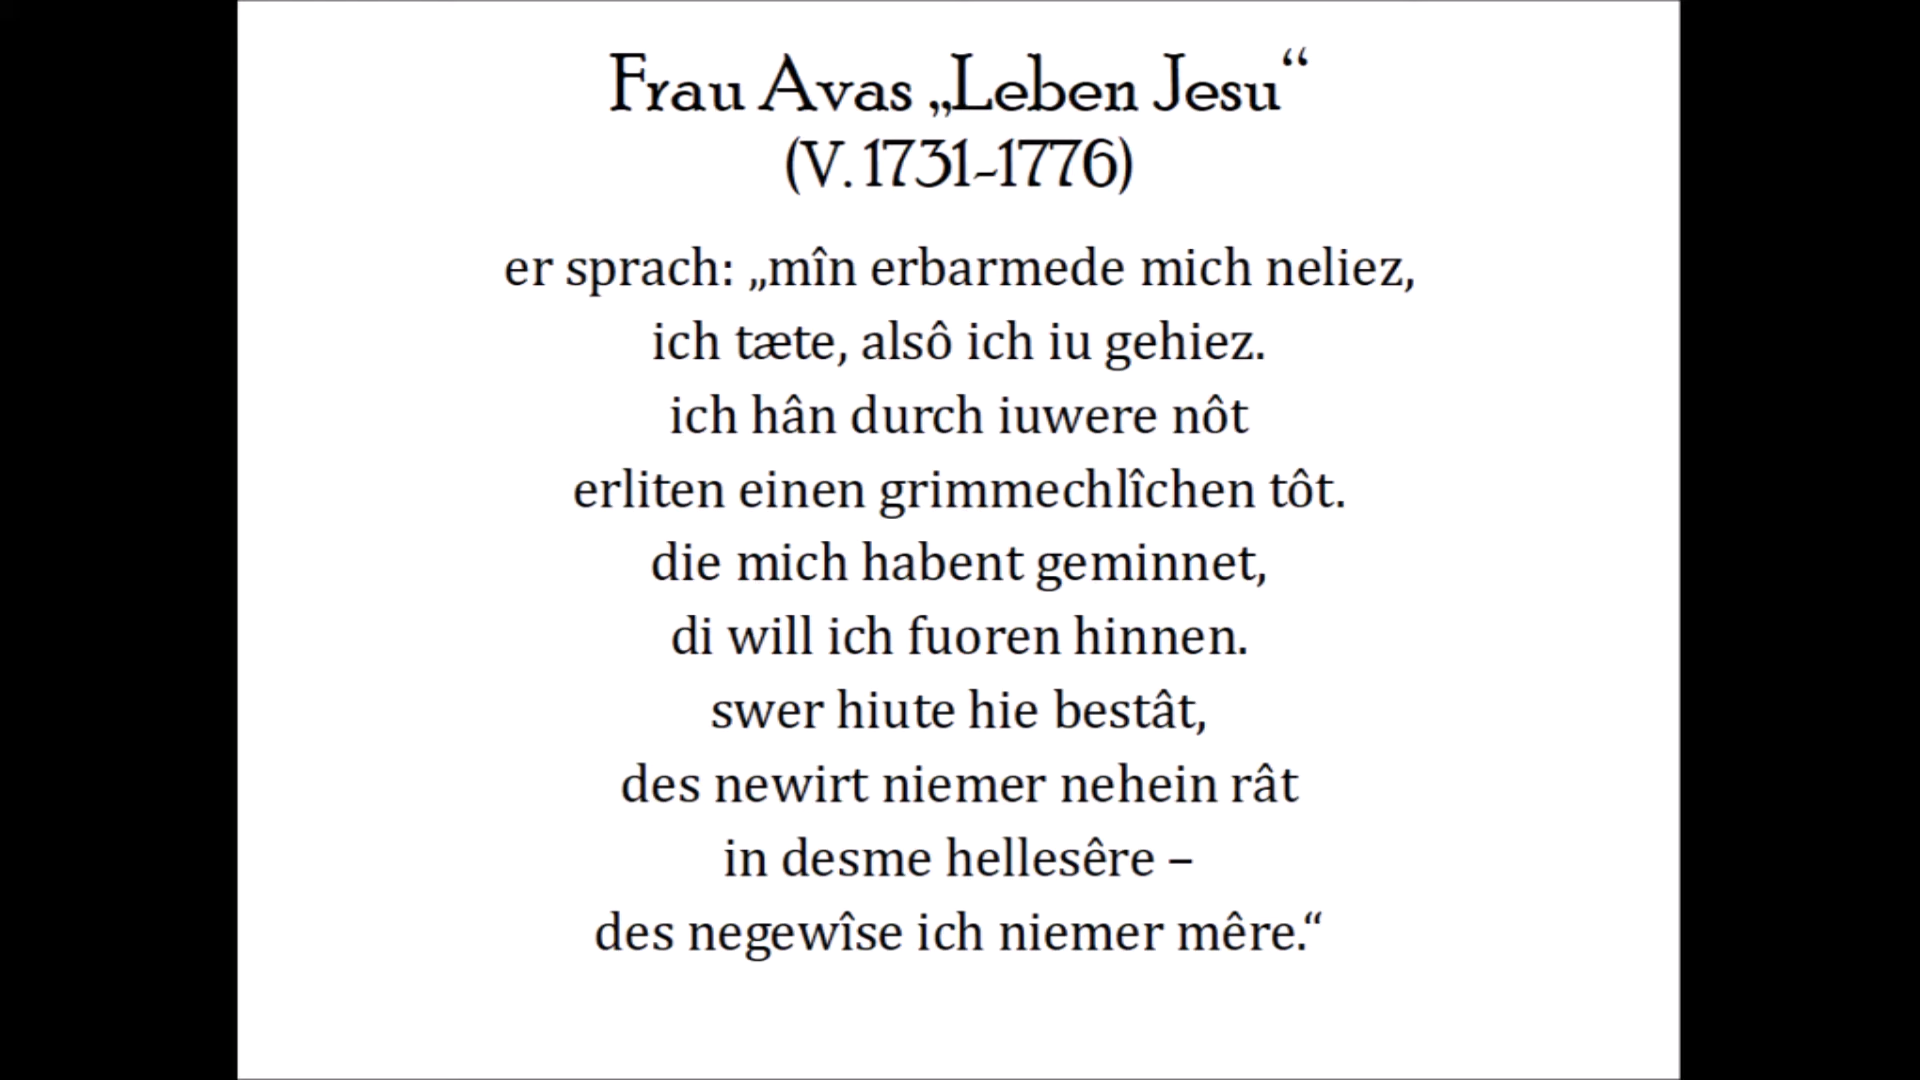 Frau Avas „Leben Jesu“
(V. 1731-1776)
er sprach: „mîn erbarmede mich neliez,
ich tæte, alsô ich iu gehiez.
ich hân durch iuwere nôt
erliten einen grimmechlîchen tôt.
die mich habent geminnet,
di will ich fuoren hinnen.
swer hiute hie bestât,
des newirt niemer nehein rât
in desme hellesêre –
des negewîse ich niemer mêre.“